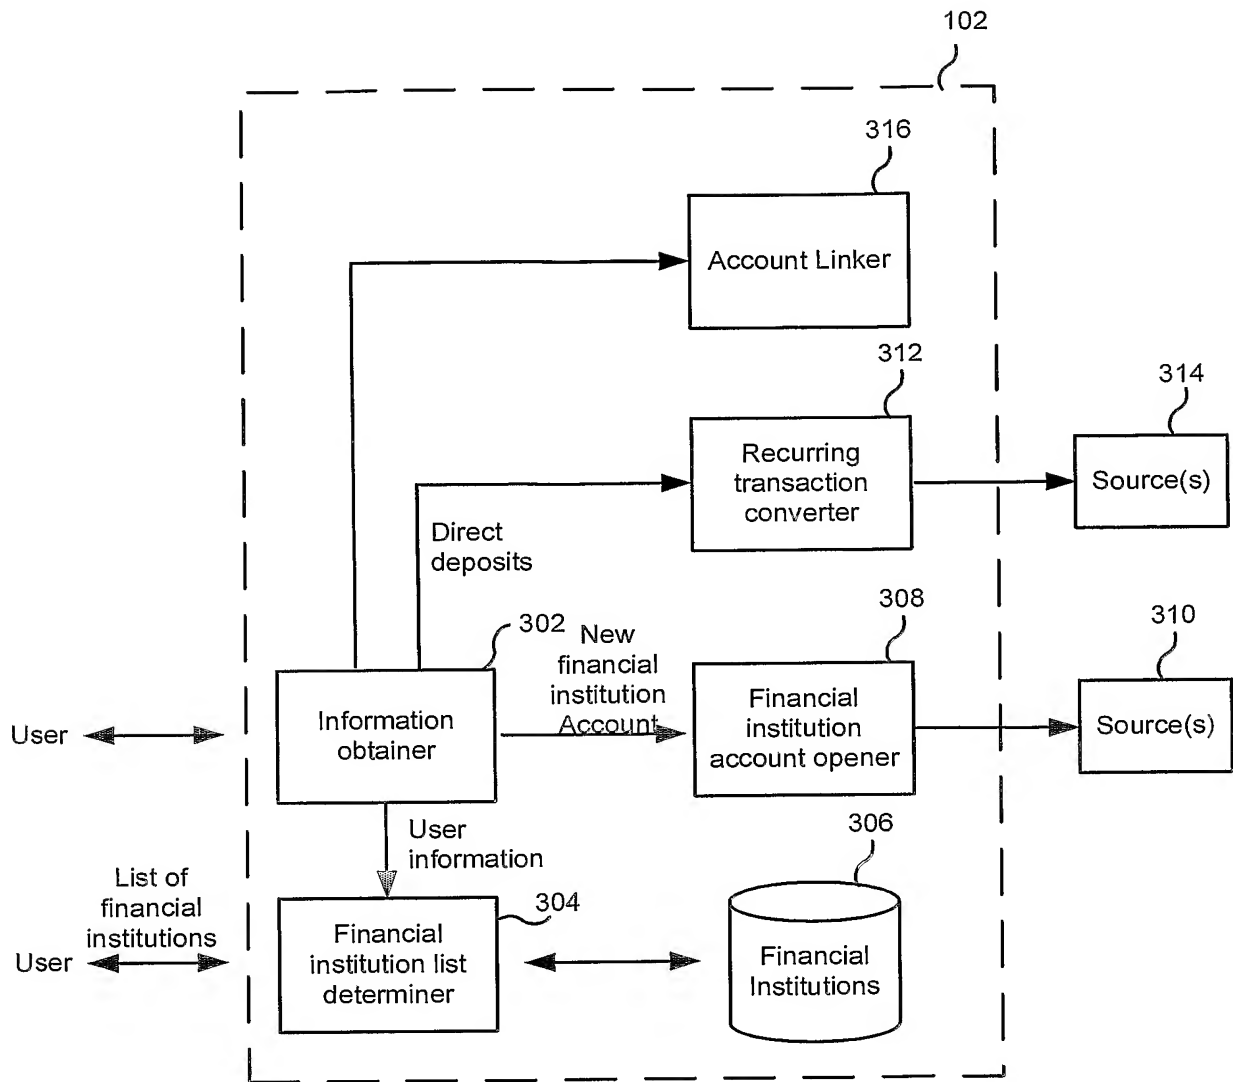 102
316
Account Linker
312
314
Recurring
transaction
converter
Source(s)
Direct
deposits
308
310
302
New
financial
institution
Account
Information
obtainer
Financial
institution
account opener
Source(s)
User
User
information
306
List of
financial
institutions
304
User
Financial
institution list
determiner
Financial
Institutions